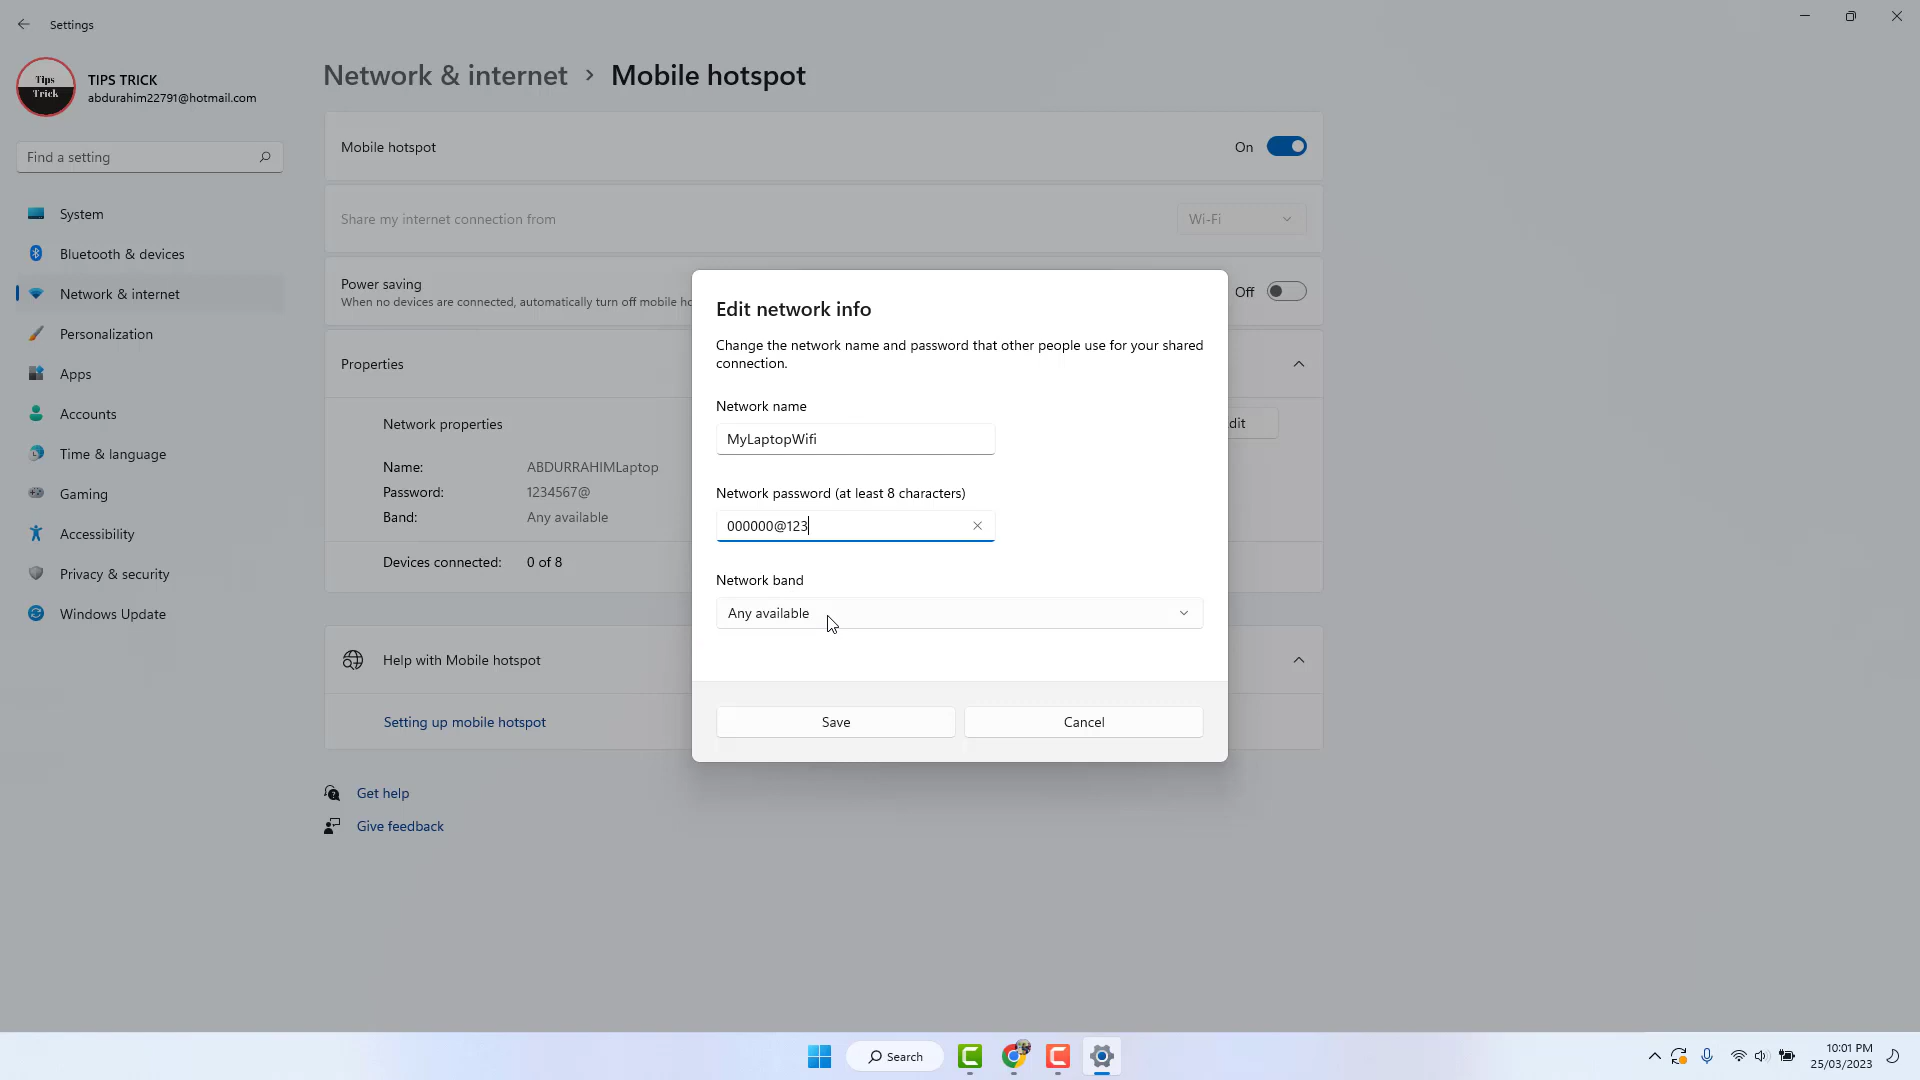 Settings
Tips
Trick
TIPS TRICK
abdurahim22791@hotmail.com
Find a setting
System
Bluetooth & devices
Network & internet
Personalization
Apps
Accounts
Time & language
Gaming
Accessibility
Privacy & security
Windows Update
Network & internet > Mobile hotspot
Mobile hotspot
On
Share my internet connection from
Wi-Fi
Power saving
When no devices are connected, automatically turn off mobile
Off
Properties
Network properties
dit
Name: ABDURRAHIMLaptop
Password: 1234567@
Band: Any available
Devices connected: 0 of 8
Help with Mobile hotspot
Setting up mobile hotspot
Get help
Give feedback
Edit network info
Change the network name and password that other people use for your shared
connection.
Network name
MyLaptopWifi
Network password (at least 8 characters)
000000@123
Network band
Any available
Save
Cancel
Search
10:01 PM
25/03/2023